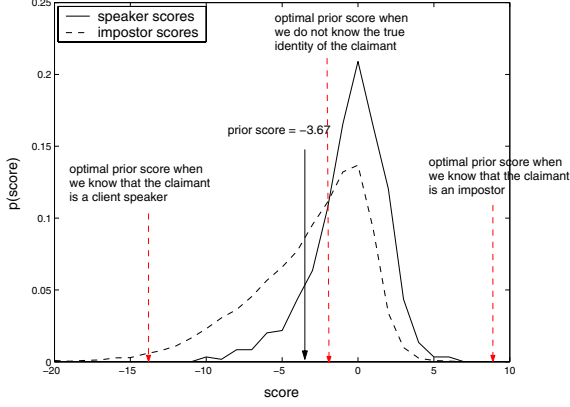 0.25
speaker scores
impostor scores
optimal prior score when
we do not know the true
identity of the claimant
0.2
prior score = −3.67
0.15
optimal prior score when
we know that the claimant
is a client speaker
optimal prior score when
we know that the claimant
is an impostor
p(score)
0.1
0.05
0
−20 −15 −10 −5 0 5 10
score